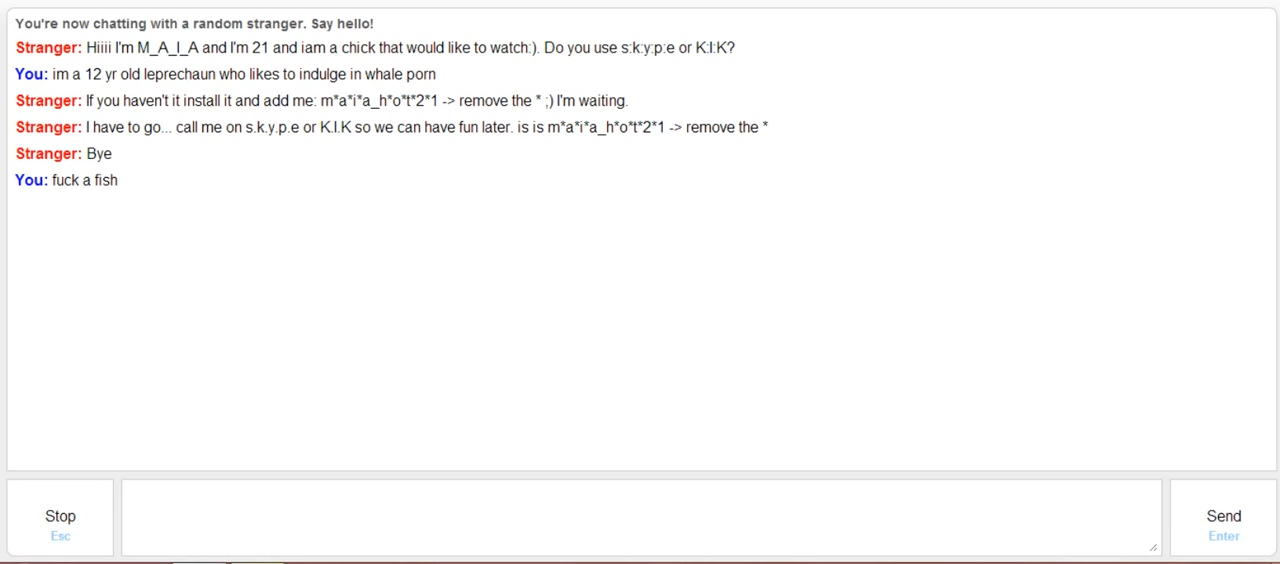 You're now chatting with a random stranger. Say hello!
Stranger: Hiiii I'm M_A_I_A and I'm 21 and iam a chick that would like to watch:). Do you use s:k:y:p:e or K:I:K?
You: im a 12 yr old leprechaun who likes to indulge in whale porn
Stranger: If you haven't it install it and add me: m*a*i*a_h*o*t*2*1 -> remove the * ;) I'm waiting.
Stranger: I have to go... call me on s.k.y.p.e or K.I.K so we can have fun later. is is m*a*i*a_h*o*t*2*1 -> remove the *
Stranger: Bye
You: fuck a fish
Stop
Esc
Send
Enter